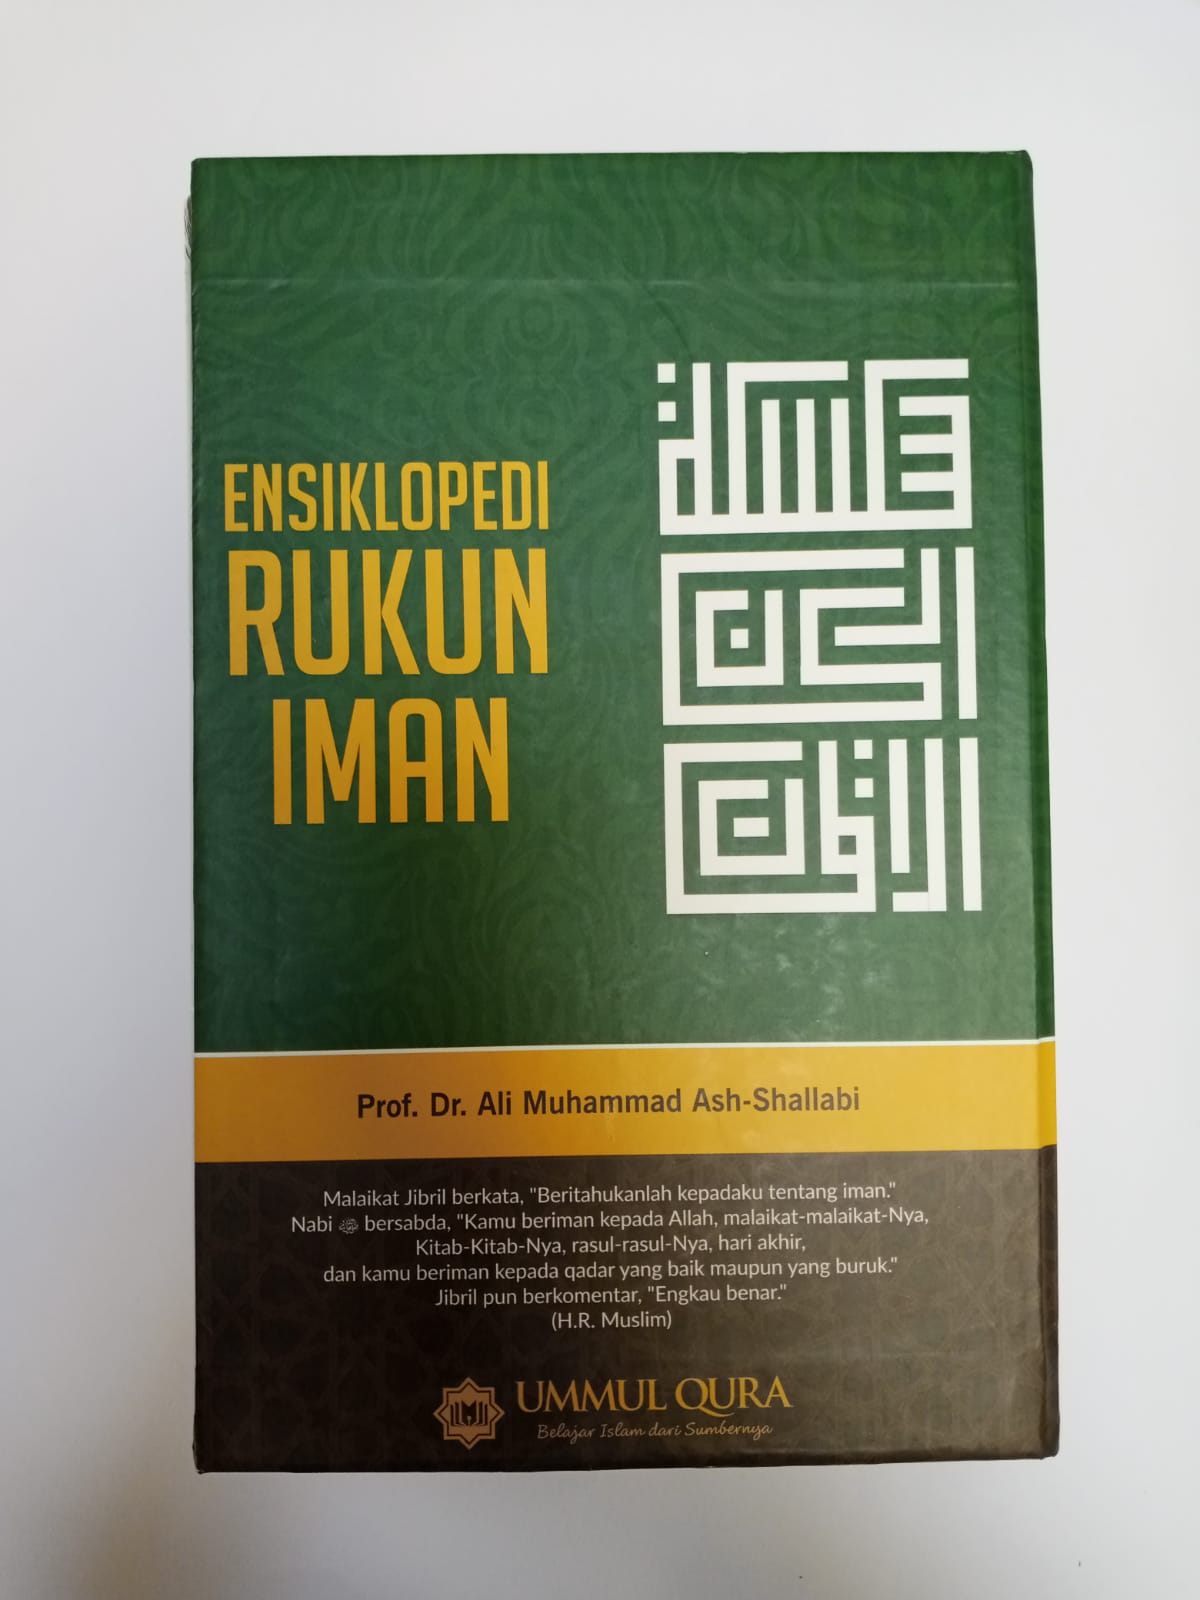 ENSIKLOPEDI
RUKUN
IMAN
Prof. Dr. Ali Muhammad Ash-Shallabi
Malaikat Jibril berkata, "Beritahukanlah kepadaku tentang iman."
Nabi ﷺ bersabda, "Kamu beriman kepada Allah, malaikat-malaikat-Nya,
Kitab-Kitab-Nya, rasul-rasul-Nya, hari akhir,
dan kamu beriman kepada qadar yang baik maupun yang buruk."
Jibril pun berkomentar, "Engkau benar."
(H.R. Muslim)
UMMUL QURA
Belajar Islam dari Sumbernya